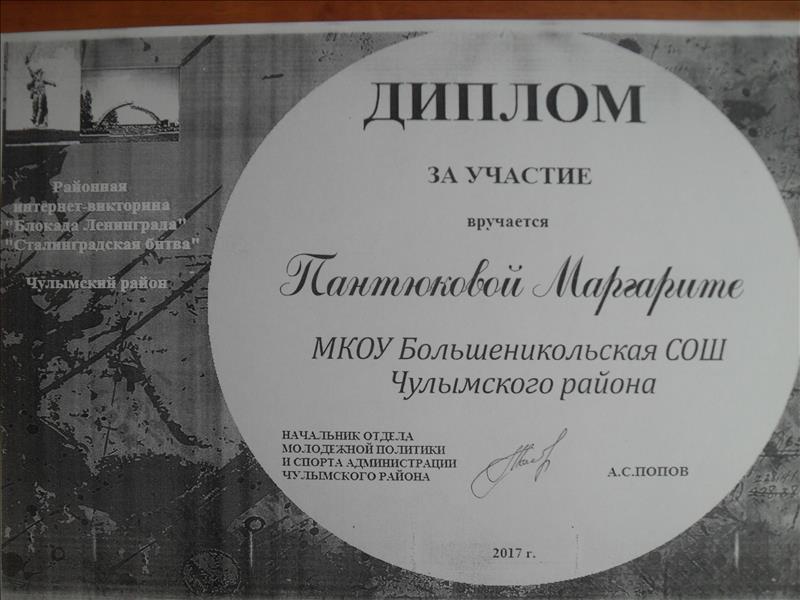 Районная
интернет-викторина
"Блокада Ленинграда"
"Сталинградская битва"
Чулымский район
ДИПЛОМ
ЗА УЧАСТИЕ
вручается
Пантюковой Маргарите
МКОУ Большеникольская СОШ
Чулымского района
НАЧАЛЬНИК ОТДЕЛА
МОЛОДЕЖНОЙ ПОЛИТИКИ
И СПОРТА АДМИНИСТРАЦИИ
ЧУЛЫМСКОГО РАЙОНА
А.С.ПОПОВ
2017 г.